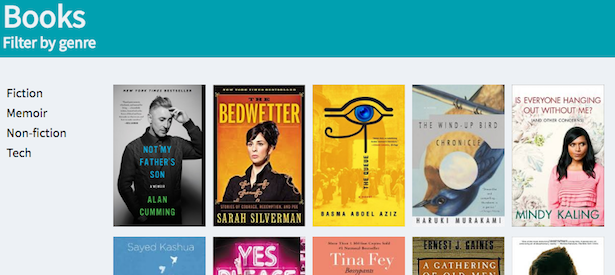 Books
Filter by genre
Fiction
Memoir
Non-fiction
Tech
NEW YORK TIMES BESTSELLER
NOT MY
FATHER'S
SON
A MEMOIR
ALAN
CUMMING
NEW YORK TIMES BESTSELLER
THE
BEDWETTER
STORIES OF COURAGE, REDEMPTION, AND PEE
SARAH SILVERMAN
THE QUEUE
BASMA ABDEL AZIZ
THE WIND-UP BIRD
CHRONICLE
HARUKI MURAKAMI
IS EVERYONE HANGING
OUT WITHOUT ME?
(AND OTHER CONCERNS)
MINDY KALING
Sayed Kashua
YES
PLEASE
Tina Fey
Bossypants
ERNEST J. GAINES
A GATHERING
OF OLD MEN